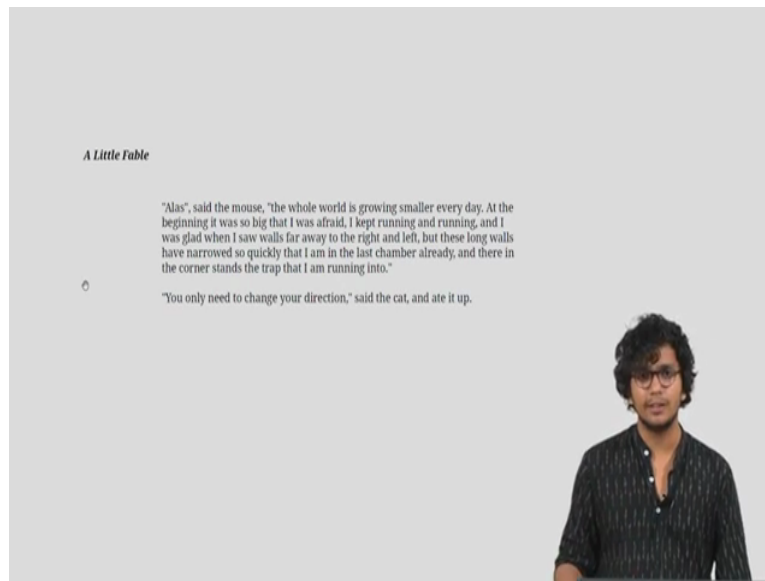 A Little Fable
"Alas", said the mouse, "the whole world is growing smaller every day. At the
beginning it was so big that I was afraid, I kept running and running, and I
was glad when I saw walls far away to the right and left, but these long walls
have narrowed so quickly that I am in the last chamber already, and there in
the corner stands the trap that I am running into."
"You only need to change your direction," said the cat, and ate it up.